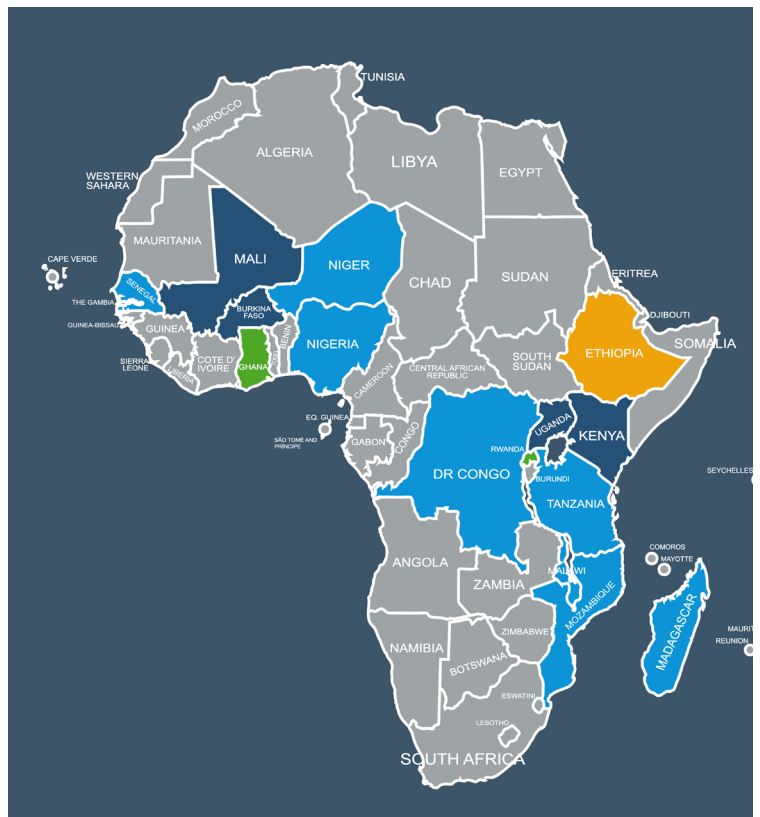 TUNISIA
MOROCCO
ALGERIA
LIBYA
EGYPT
WESTERN
SAHARA
MAURITANIA
MALI
NIGER
CAPE VERDE
CHAD
SUDAN
ERITREA
SENEGAL
THE GAMBIA
BURKINA
FASO
DJIBOUTI
GUINEA-BISSAU
GUINEA
BENIN
NIGERIA
SOMALIA
ETHIOPIA
SIERRA
LEONE
COTE D'
IVOIRE
GHANA
TOGO
SOUTH
SUDAN
LIBERIA
CAMEROON
CENTRAL AFRICAN
REPUBLIC
EQ. GUINEA
UGANDA
KENYA
SÃO TOMÉ AND
PRÍNCIPE
GABON
CONGO
RWANDA
DR CONGO
BURUNDI
SEYCHELLES
TANZANIA
COMOROS
MAYOTTE
ANGOLA
MALAWI
ZAMBIA
MOZAMBIQUE
MADAGASCAR
ZIMBABWE
MAURIT
REUNION
NAMIBIA
BOTSWANA
ESWATINI
LESOTHO
SOUTH AFRICA